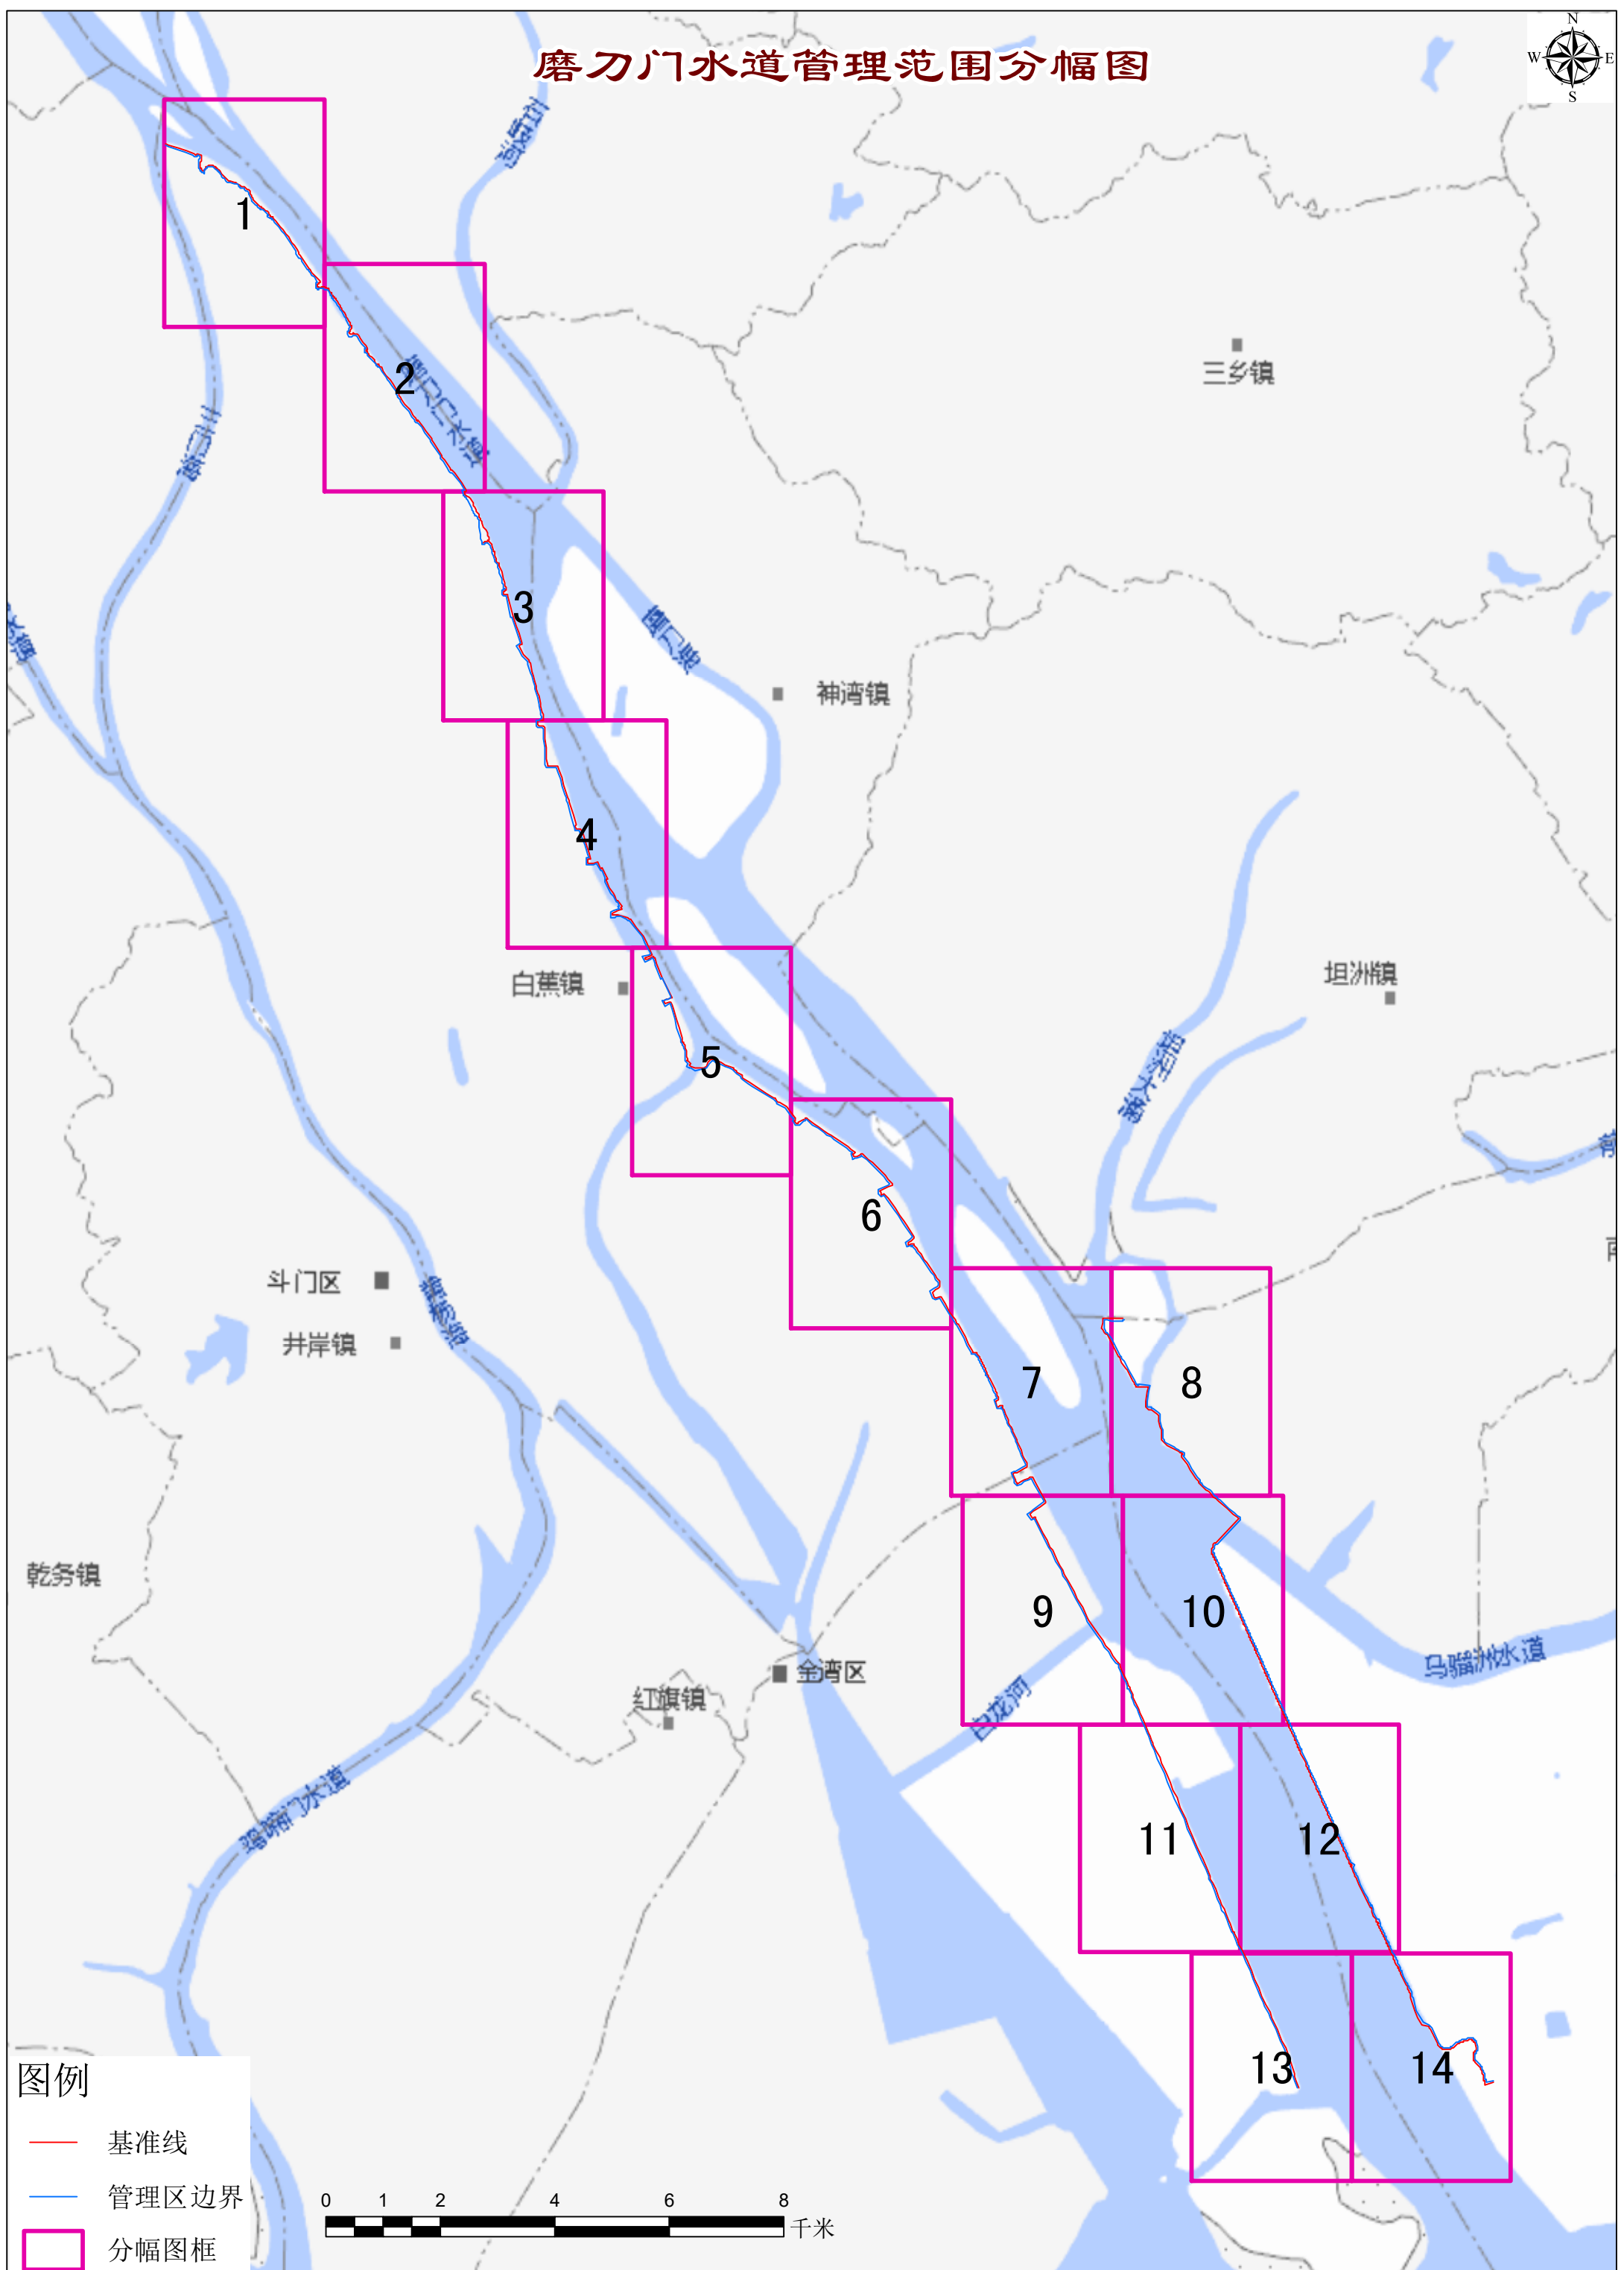 磨刀门水道管理范围分幅图
N
W
E
S
1
三乡镇
2
磨刀门水道
3
神湾镇
4
白蕉镇
坦洲镇
5
6
斗门区
井岸镇
7
8
乾务镇
9
10
马骝洲水道
金湾区
红旗镇
白龙河
鸡啼门水道
11
12
13
14
图例
基准线
管理区边界
分幅图框
0 1 2 4 6 8
千米